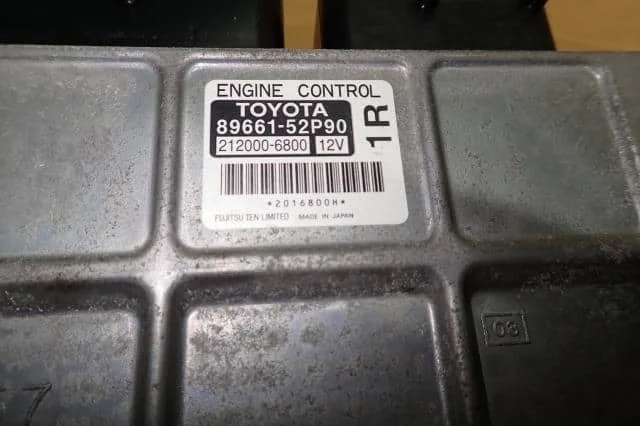 ENGINE CONTROL
TOYOTA
89661-52P90
212000-6800 12V
1R
*2016800H*
FUJITSU TEN LIMITED MADE IN JAPAN
03